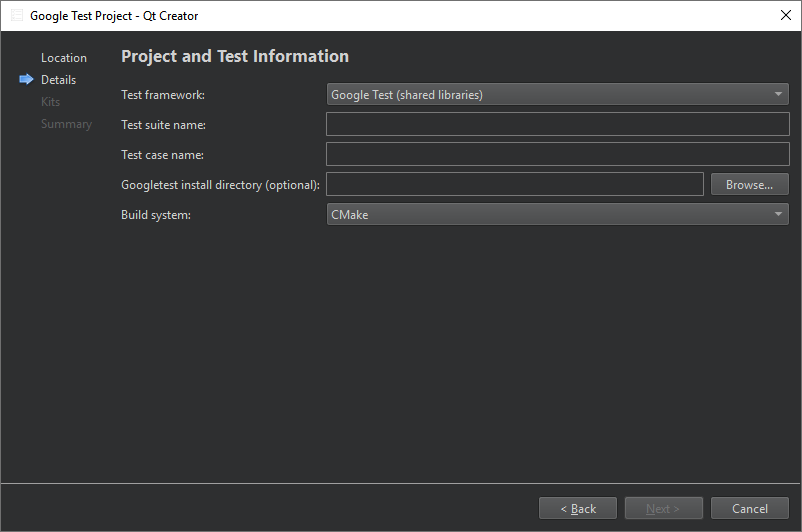 Google Test Project - Qt Creator
Location
Details
Kits
Summary
Project and Test Information
Test framework: Google Test (shared libraries)
Test suite name:
Test case name:
Googletest install directory (optional): Browse...
Build system: CMake
< Back Next > Cancel